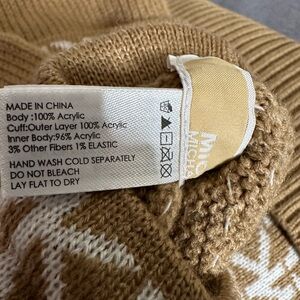 MADE IN CHINA
Body :100% Acrylic
Cuff:Outer Layer 100% Acrylic
Inner Body:96% Acrylic
3% Other Fibers 1% ELASTIC
HAND WASH COLD SEPARATELY
DO NOT BLEACH
LAY FLAT TO DRY